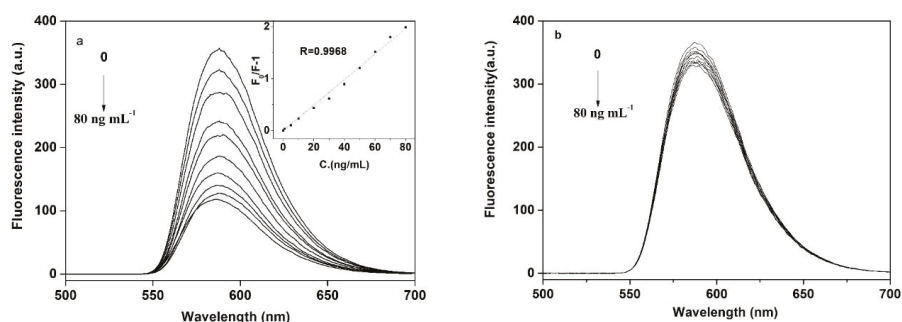 a
0
80 ng mL⁻¹
Fluorescence intensity (a.u.)
400
300
200
100
0
500
550
600
650
700
Wavelength (nm)
R=0.9968
F₀/F-1
2
1
0
0
20
40
60
80
C.(ng/mL)
b
0
80 ng mL⁻¹
Fluorescence intensity(a.u.)
400
300
200
100
0
500
550
600
650
700
Wavelength (nm)